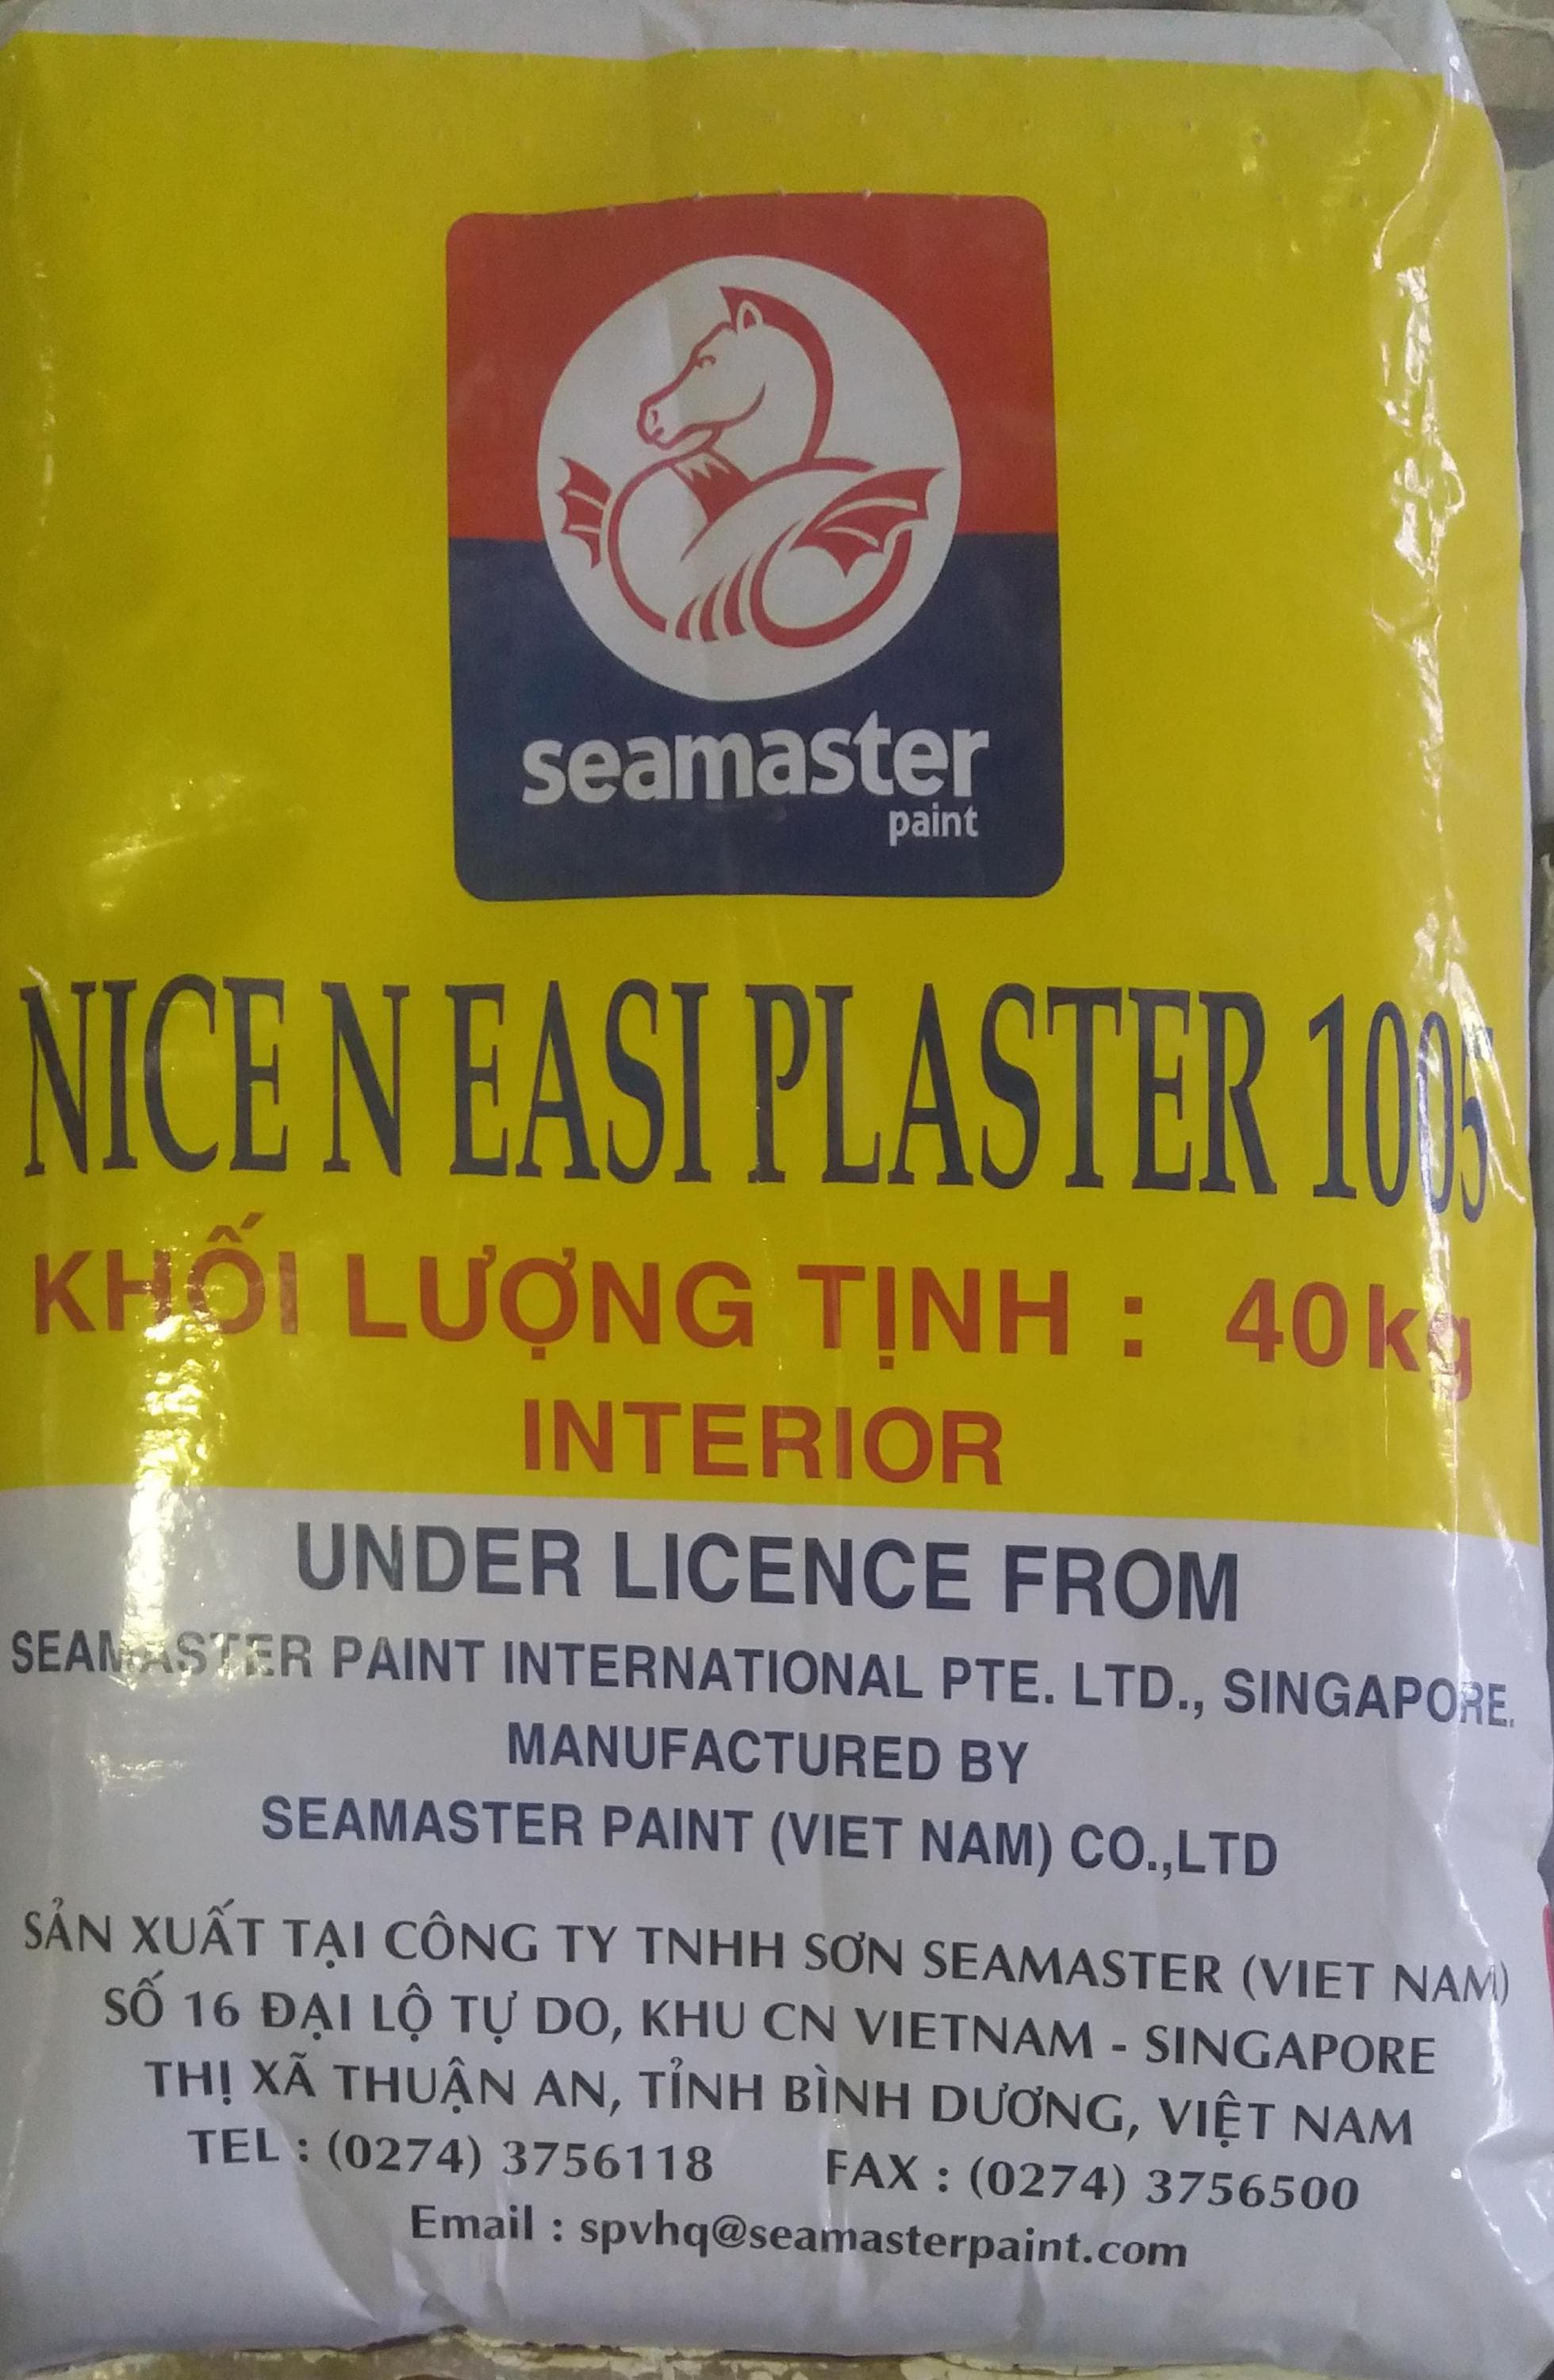 seamaster
paint
NICE N EASI PLASTER 1005
KHỐI LƯỢNG TỊNH : 40kg
INTERIOR
UNDER LICENCE FROM
SEAMASTER PAINT INTERNATIONAL PTE. LTD., SINGAPORE.
MANUFACTURED BY
SEAMASTER PAINT (VIET NAM) CO.,LTD
SẢN XUẤT TẠI CÔNG TY TNHH SƠN SEAMASTER (VIET NAM)
SỐ 16 ĐẠI LỘ TỰ DO, KHU CN VIETNAM - SINGAPORE
THỊ XÃ THUẬN AN, TỈNH BÌNH DƯƠNG, VIỆT NAM
TEL : (0274) 3756118 FAX : (0274) 3756500
Email : spvhq@seamasterpaint.com